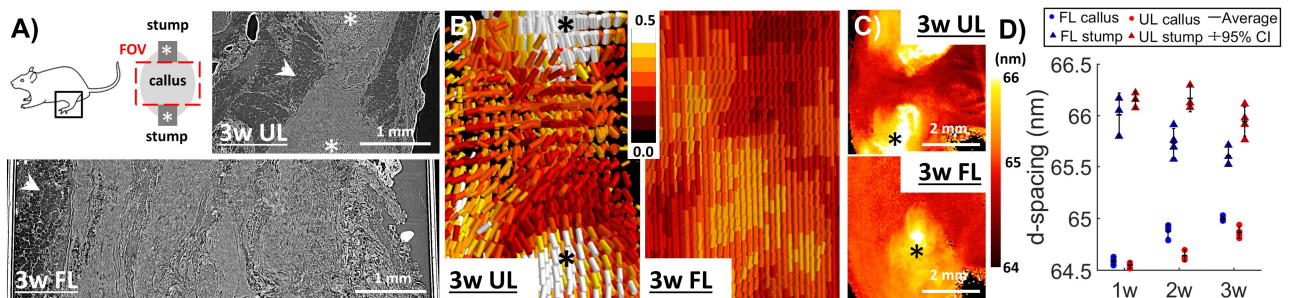 A)
FOV
*
callus
*
stump
stump
*
3w UL
1 mm
*
3w FL
1 mm
B)
*
0.5
0.0
*
3w UL
3w FL
C)
3w UL
(nm)
66
65
64
*
2 mm
3w FL
*
2 mm
D)
FL callus UL callus Average
FL stump UL stump 95% CI
d-spacing (nm)
66.5
66
65.5
65
64.5
1w 2w 3w